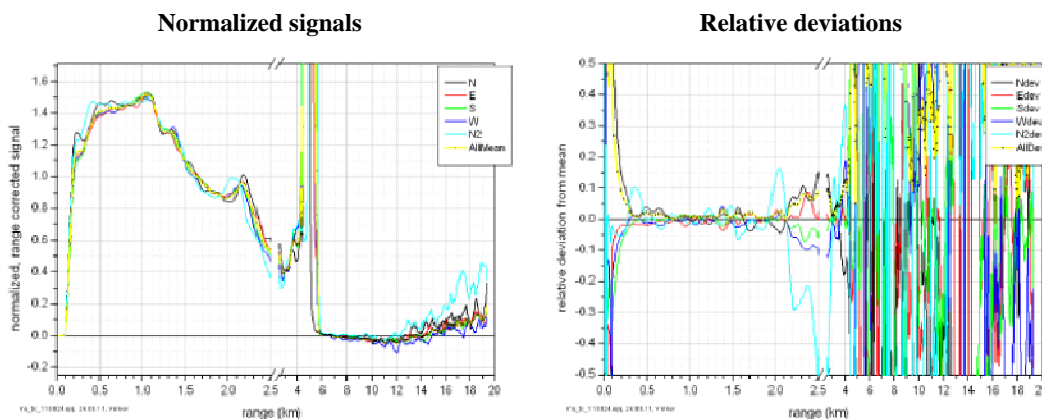 Normalized signals
Relative deviations
normalized, range corrected signal
1.6
1.4
1.2
1.0
0.8
0.6
0.4
0.2
0.0
-0.2
N
E
S
W
N2
AllMean
0.0 0.5 1.0 1.5 2.0 2.5 4 6 8 10 12 14 16 18 20
range (km)
relative deviation from mean
0.5
0.4
0.3
0.2
0.1
0.0
-0.1
-0.2
-0.3
-0.4
-0.5
Ndev
Edev
Sdev
Wdev
N2dev
AllDev
0.0 0.5 1.0 1.5 2.0 2.5 4 6 8 10 12 14 16 18 20
range (km)